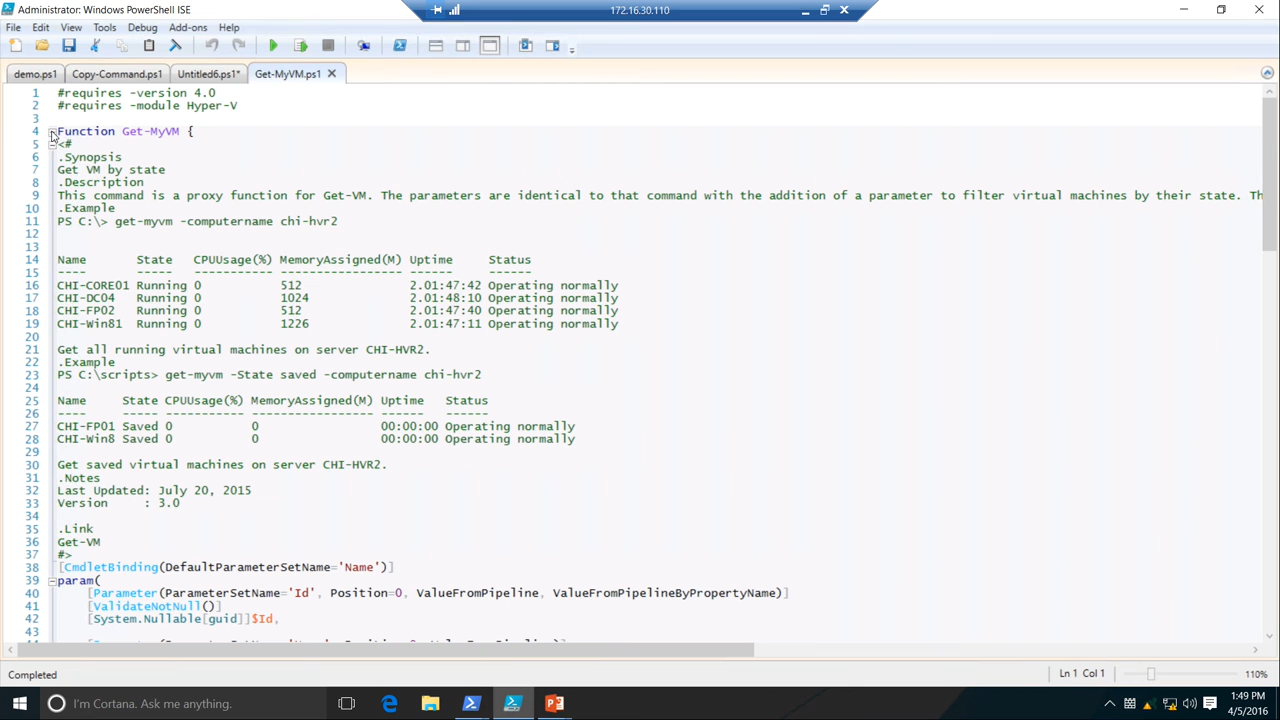 Administrator: Windows PowerShell ISE
172.16.30.110
File Edit View Tools Debug Add-ons Help
demo.ps1 Copy-Command.ps1 Untitled6.ps1* Get-MyVM.ps1
1 #requires -version 4.0
2 #requires -module Hyper-V
3
4 Function Get-MyVM {
5 <#
6 .Synopsis
7 Get VM by state
8 .Description
9 This command is a proxy function for Get-VM. The parameters are identical to that command with the addition of a parameter to filter virtual machines by their state. Th
10 .Example
11 PS C:\> get-myvm -computername chi-hvr2
12
13
14 Name State CPUUsage(%) MemoryAssigned(M) Uptime Status
15 ---- ----- ----------- ----------------- ------ ------
16 CHI-CORE01 Running 0 512 2.01:47:42 Operating normally
17 CHI-DC04 Running 0 1024 2.01:48:10 Operating normally
18 CHI-FP02 Running 0 512 2.01:47:40 Operating normally
19 CHI-Win81 Running 0 1226 2.01:47:11 Operating normally
20
21 Get all running virtual machines on server CHI-HVR2.
22 .Example
23 PS C:\scripts> get-myvm -State saved -computername chi-hvr2
24
25 Name State CPUUsage(%) MemoryAssigned(M) Uptime Status
26 ---- ----- ----------- ----------------- ------ ------
27 CHI-FP01 Saved 0 0 00:00:00 Operating normally
28 CHI-Win8 Saved 0 0 00:00:00 Operating normally
29
30 Get saved virtual machines on server CHI-HVR2.
31 .Notes
32 Last Updated: July 20, 2015
33 Version : 3.0
34
35 .Link
36 Get-VM
37 #>
38 [CmdletBinding(DefaultParameterSetName='Name')]
39 param(
40 [Parameter(ParameterSetName='Id', Position=0, ValueFromPipeline, ValueFromPipelineByPropertyName)]
41 [ValidateNotNull()]
42 [System.Nullable[guid]]$Id,
43
Completed
Ln 1 Col 1
110%
I'm Cortana. Ask me anything.
1:49 PM
4/5/2016